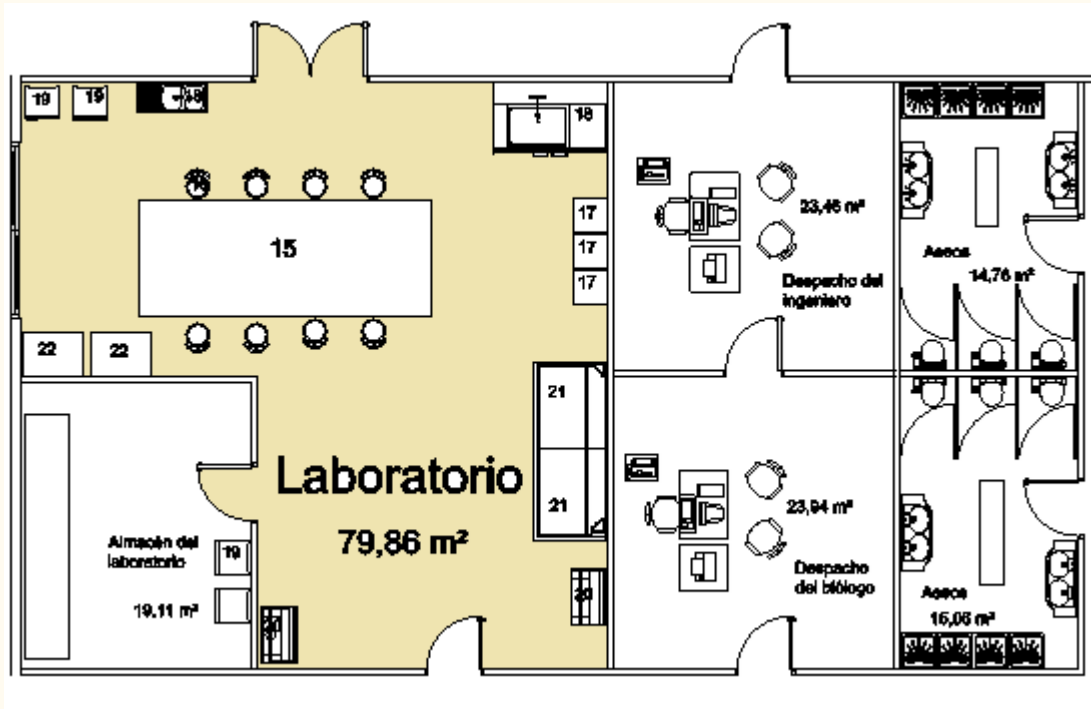 19
19
18
18
17
23,46 m²
15
17
Aseos
14,76 m²
17
Despacho del
ingeniero
22
22
21
Laboratorio
21
23,94 m²
79,86 m²
Almacén del
laboratorio
19
Despacho
del biólogo
20
Aseos
19,11 m²
15,06 m²